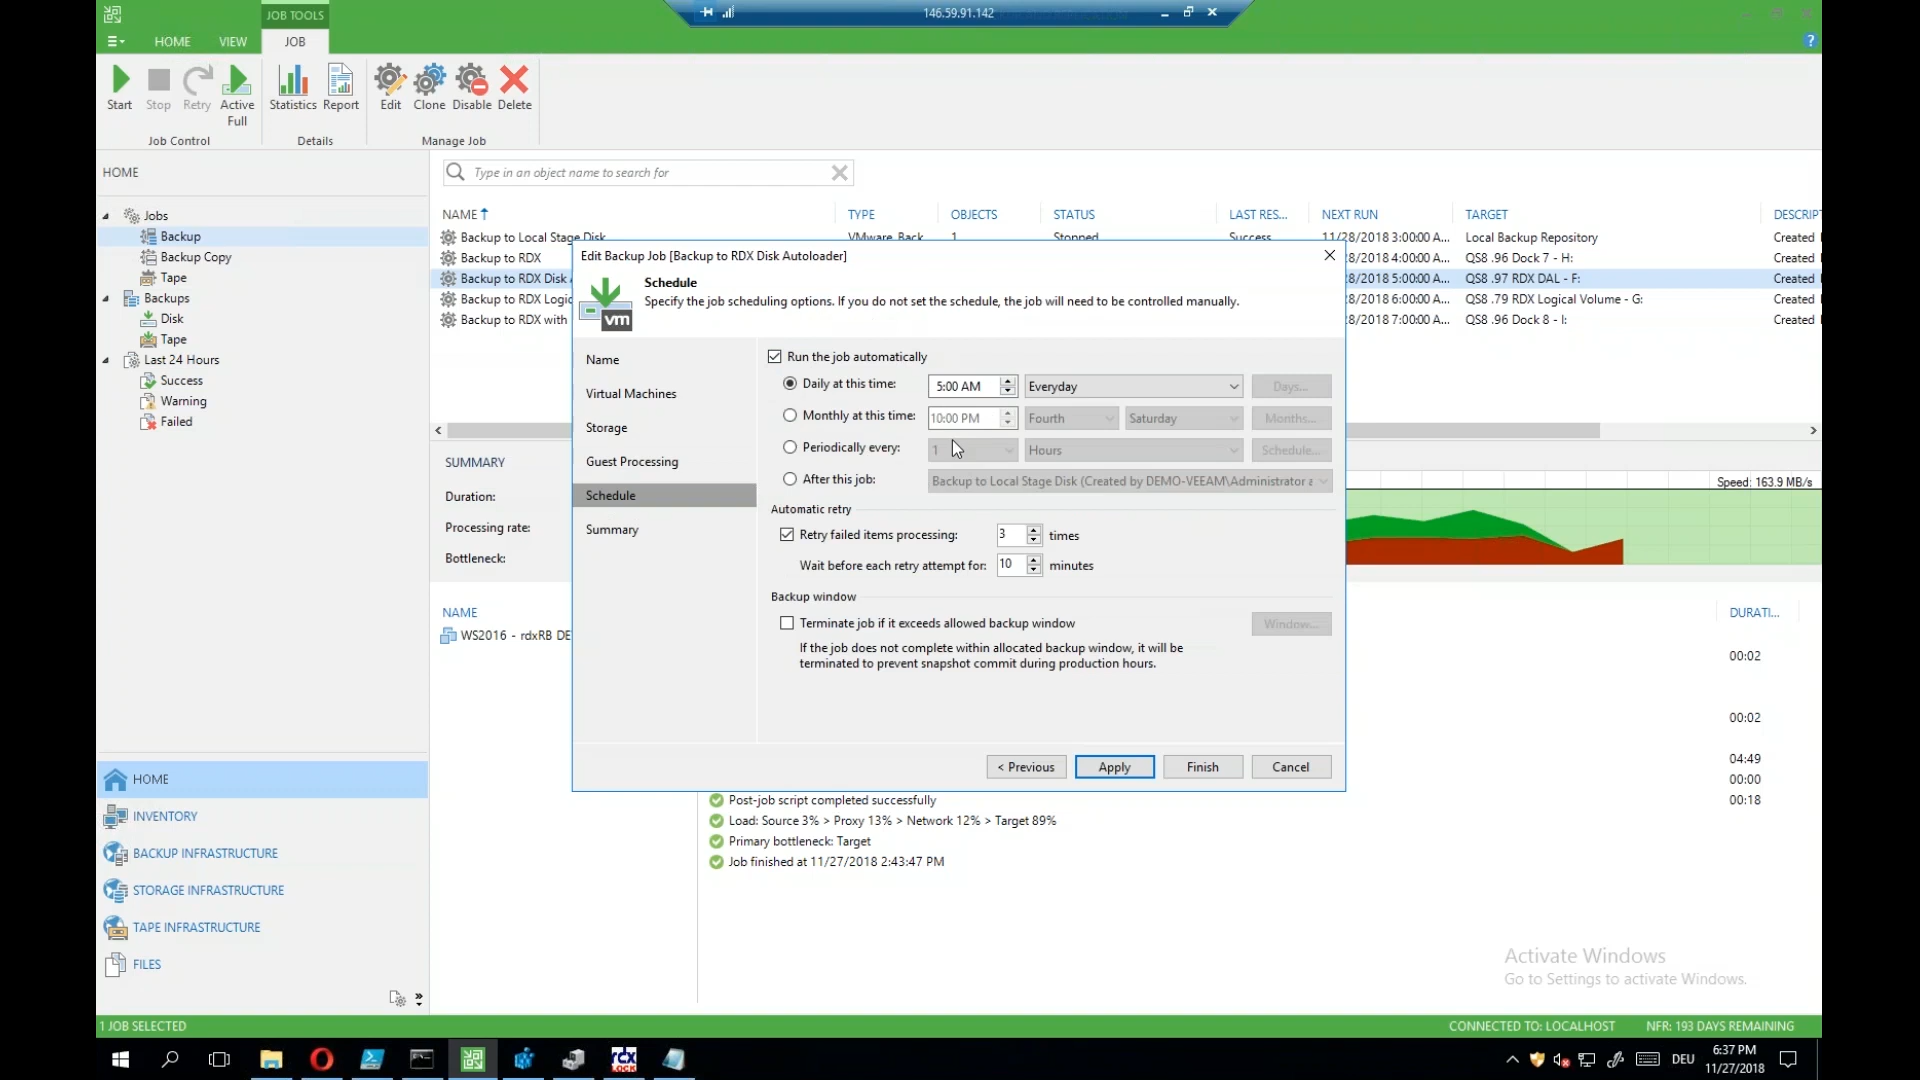 JOB TOOLS
146.59.91.142
HOME
VIEW
JOB
?
Start
Stop
Retry
Active
Full
Statistics
Report
Edit
Clone
Disable
Delete
Job Control
Details
Manage Job
HOME
Type in an object name to search for
Jobs
Backup
Backup Copy
Tape
Backups
Disk
Tape
Last 24 Hours
Success
Warning
Failed
NAME
TYPE
OBJECTS
STATUS
LAST RES...
NEXT RUN
TARGET
DESCRIPT
Backup to Local Stage Disk
VMware Back
1
Stopped
Success
11/28/2018 3:00:00 A...
Local Backup Repository
Created
Backup to RDX
8/2018 4:00:00 A...
QS8 .96 Dock 7 - H:
Created
Backup to RDX Disk
8/2018 5:00:00 A...
QS8 .97 RDX DAL - F:
Created
Backup to RDX Logic
8/2018 6:00:00 A...
QS8 .79 RDX Logical Volume - G:
Created
Backup to RDX with
8/2018 7:00:00 A...
QS8 .96 Dock 8 - I:
Created
Edit Backup Job [Backup to RDX Disk Autoloader]
vm
Schedule
Specify the job scheduling options. If you do not set the schedule, the job will need to be controlled manually.
Name
Virtual Machines
Storage
Guest Processing
Schedule
Summary
Run the job automatically
Daily at this time:
5:00 AM
Everyday
Days...
Monthly at this time:
10:00 PM
Fourth
Saturday
Months...
Periodically every:
1
Hours
Schedule...
After this job:
Backup to Local Stage Disk (Created by DEMO-VEEAM\Administrator a
Automatic retry
Retry failed items processing:
3
times
Wait before each retry attempt for:
10
minutes
Backup window
Terminate job if it exceeds allowed backup window
Window...
If the job does not complete within allocated backup window, it will be
terminated to prevent snapshot commit during production hours.
< Previous
Apply
Finish
Cancel
SUMMARY
Duration:
Processing rate:
Bottleneck:
Speed: 163.9 MB/s
NAME
WS2016 - rdxRB DE
DURATI...
00:02
00:02
04:49
00:00
00:18
Post-job script completed successfully
Load: Source 3% > Proxy 13% > Network 12% > Target 89%
Primary bottleneck: Target
Job finished at 11/27/2018 2:43:47 PM
HOME
INVENTORY
BACKUP INFRASTRUCTURE
STORAGE INFRASTRUCTURE
TAPE INFRASTRUCTURE
FILES
Activate Windows
Go to Settings to activate Windows.
1 JOB SELECTED
CONNECTED TO: LOCALHOST
NFR: 193 DAYS REMAINING
DEU
6:37 PM
11/27/2018